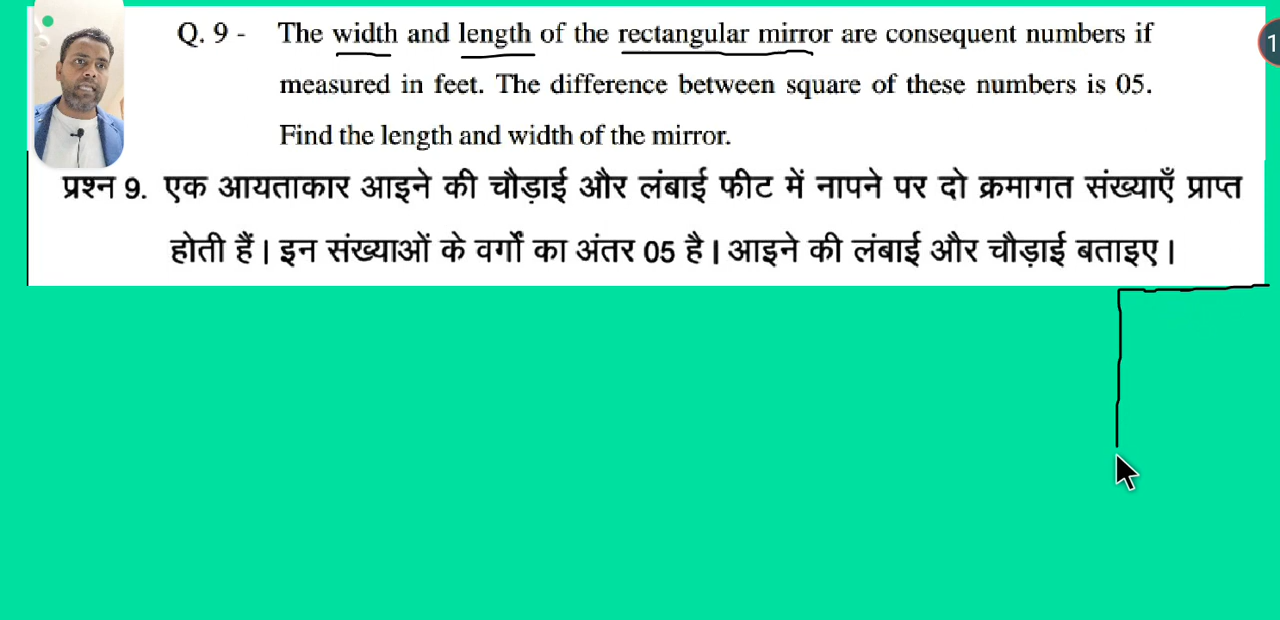 Q. 9 - The width and length of the rectangular mirror are consequent numbers if
measured in feet. The difference between square of these numbers is 05.
Find the length and width of the mirror.
प्रश्न 9. एक आयताकार आइने की चौड़ाई और लंबाई फीट में नापने पर दो क्रमागत संख्याएँ प्राप्त
होती हैं। इन संख्याओं के वर्गों का अंतर 05 है। आइने की लंबाई और चौड़ाई बताइए।
1